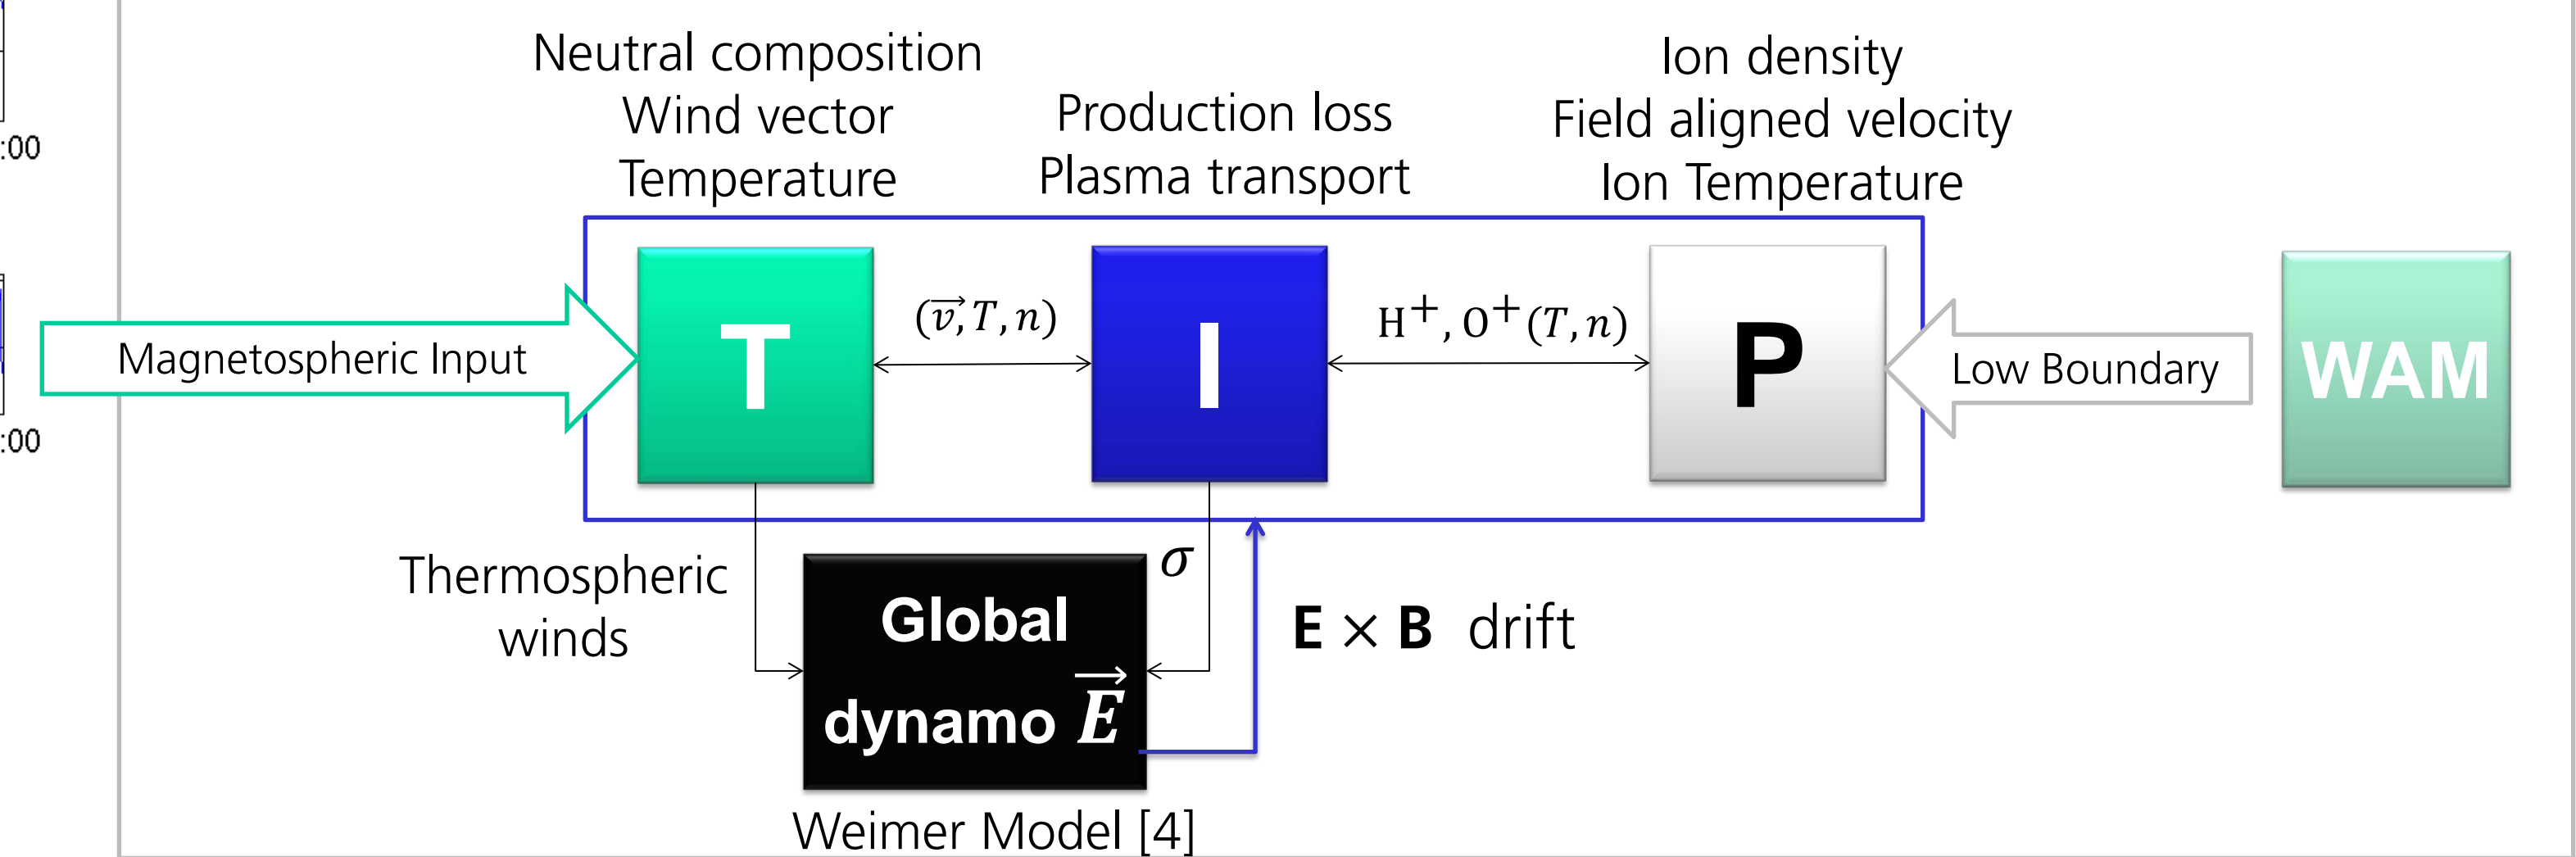 :00
:00
Neutral composition
Wind vector
Temperature
Production loss
Plasma transport
Ion density
Field aligned velocity
Ion Temperature
Magnetospheric Input
T
(v⃗, T, n)
I
H⁺, O⁺(T, n)
P
Low Boundary
WAM
Thermospheric
winds
σ
Global
dynamo E⃗
E × B drift
Weimer Model [4]